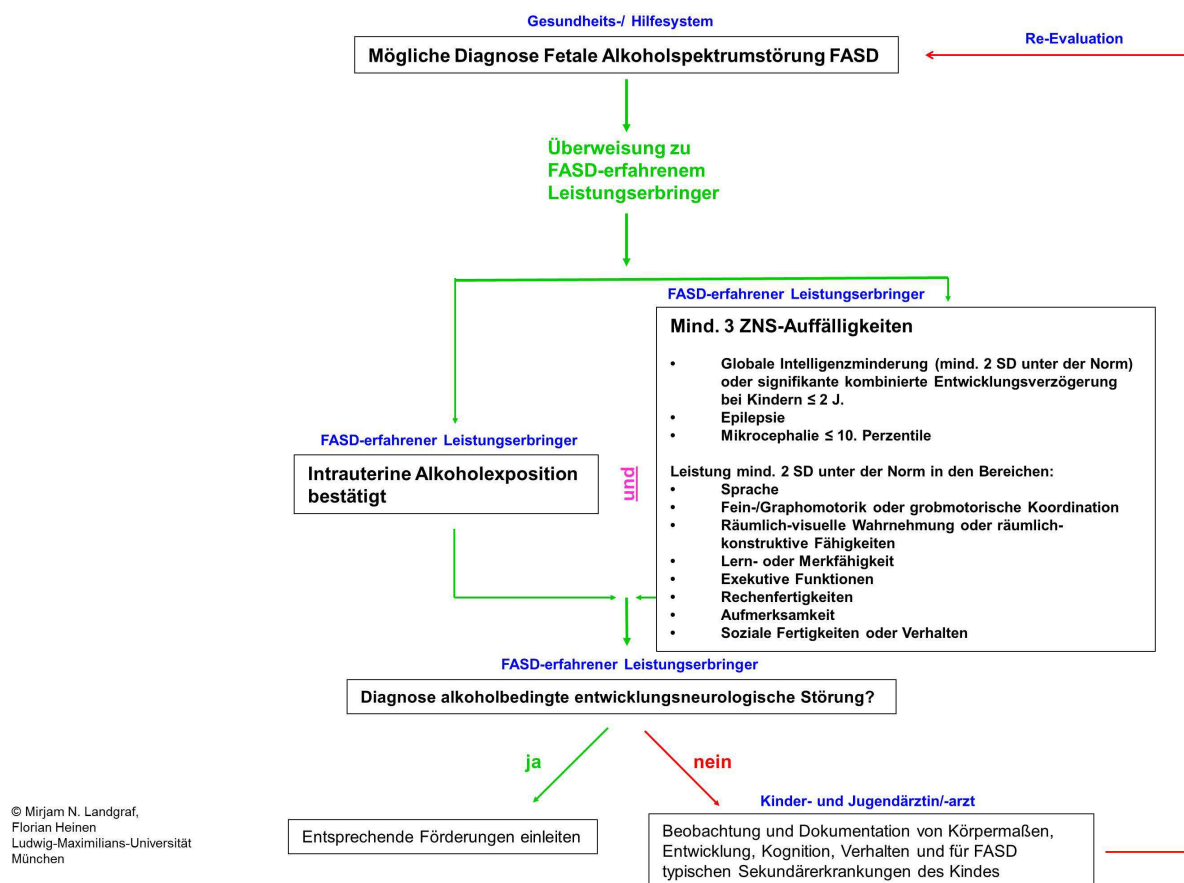 Gesundheits-/ Hilfesystem
Mögliche Diagnose Fetale Alkoholspektrumstörung FASD
Re-Evaluation
Überweisung zu
FASD-erfahrenem
Leistungserbringer
FASD-erfahrener Leistungserbringer
Mind. 3 ZNS-Auffälligkeiten
• Globale Intelligenzminderung (mind. 2 SD unter der Norm)
oder signifikante kombinierte Entwicklungsverzögerung
bei Kindern ≤ 2 J.
• Epilepsie
• Mikrocephalie ≤ 10. Perzentile
Leistung mind. 2 SD unter der Norm in den Bereichen:
• Sprache
• Fein-/Graphomotorik oder grobmotorische Koordination
• Räumlich-visuelle Wahrnehmung oder räumlich-
konstruktive Fähigkeiten
• Lern- oder Merkfähigkeit
• Exekutive Funktionen
• Rechenfertigkeiten
• Aufmerksamkeit
• Soziale Fertigkeiten oder Verhalten
FASD-erfahrener Leistungserbringer
Intrauterine Alkoholexposition
bestätigt
und
FASD-erfahrener Leistungserbringer
Diagnose alkoholbedingte entwicklungsneurologische Störung?
ja
nein
Entsprechende Förderungen einleiten
Kinder- und Jugendärztin/-arzt
Beobachtung und Dokumentation von Körpermaßen,
Entwicklung, Kognition, Verhalten und für FASD
typischen Sekundärerkrankungen des Kindes
© Mirjam N. Landgraf,
Florian Heinen
Ludwig-Maximilians-Universität
München